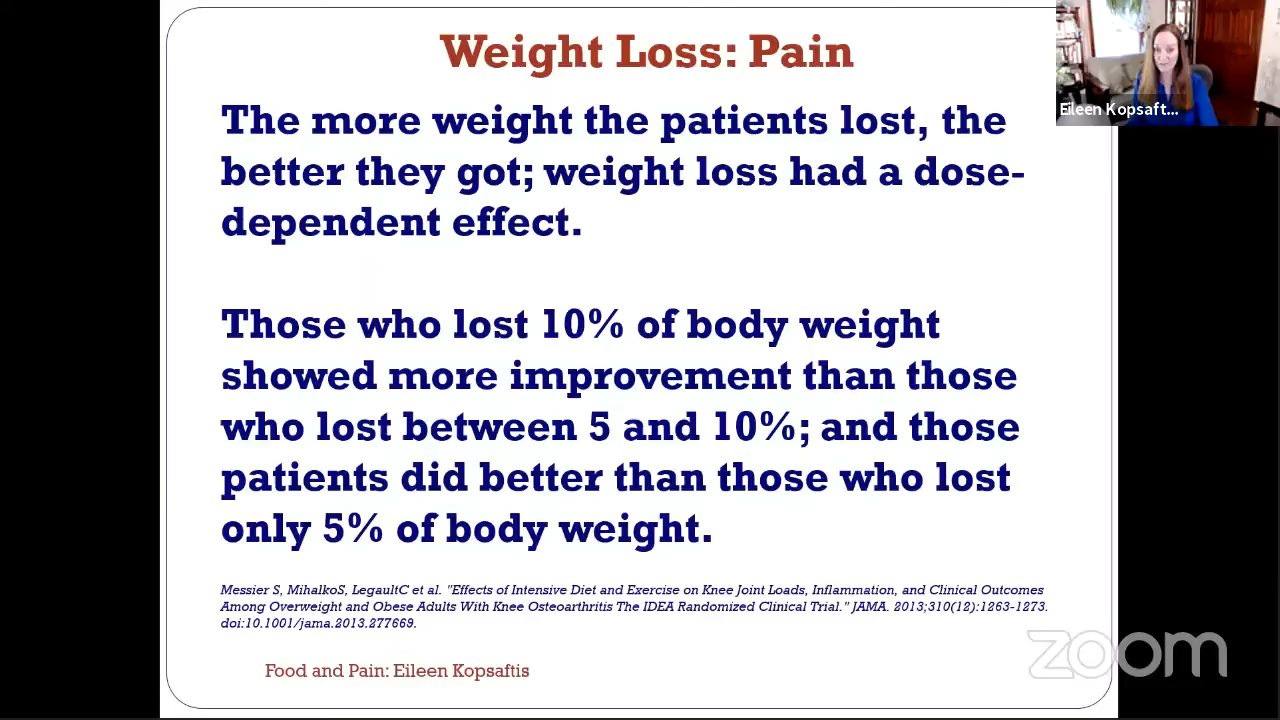 Weight Loss: Pain
The more weight the patients lost, the
better they got; weight loss had a dose-
dependent effect.
Those who lost 10% of body weight
showed more improvement than those
who lost between 5 and 10%; and those
patients did better than those who lost
only 5% of body weight.
Messier S, MihalkoS, LegaultC et al. "Effects of Intensive Diet and Exercise on Knee Joint Loads, Inflammation, and Clinical Outcomes
Among Overweight and Obese Adults With Knee Osteoarthritis The IDEA Randomized Clinical Trial." JAMA. 2013;310(12):1263-1273.
doi:10.1001/jama.2013.277669.
Food and Pain: Eileen Kopsaftis
Eileen Kopsaft...
zoom